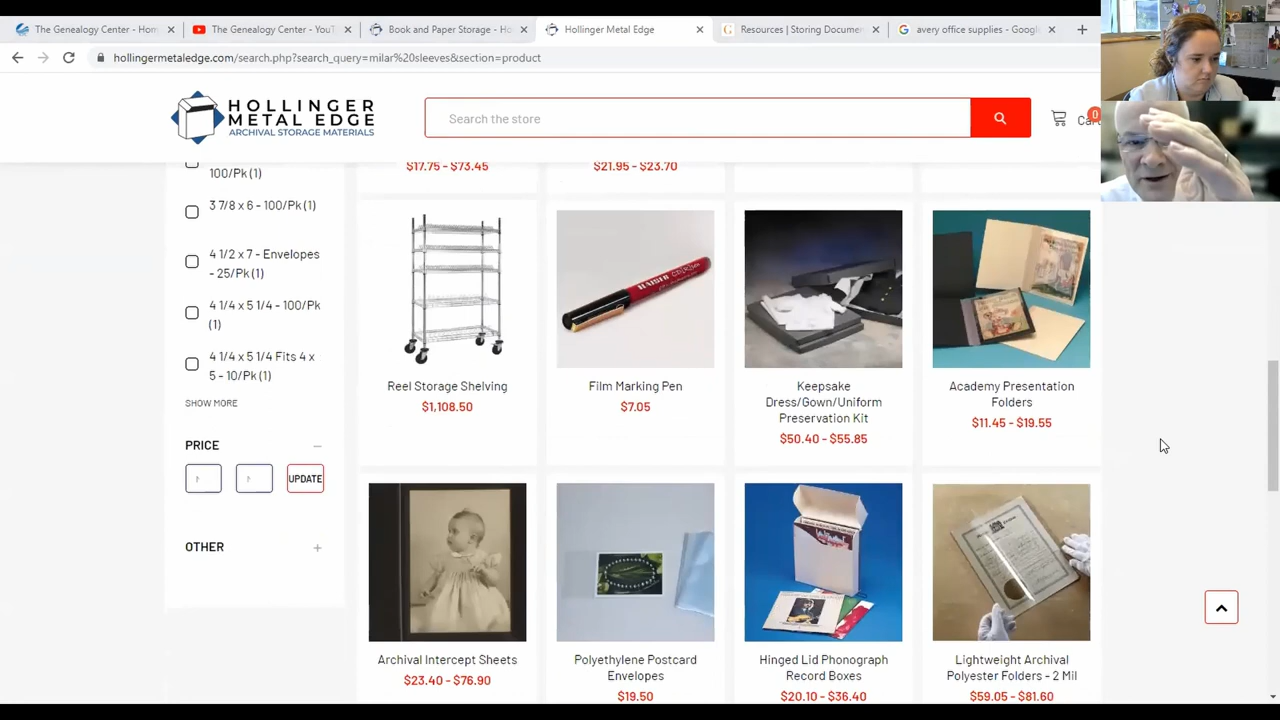 The Genealogy Center - Hom
The Genealogy Center - YouT
Book and Paper Storage - Ho
Hollinger Metal Edge
Resources | Storing Docume
avery office supplies - Google
hollingermetaledge.com/search.php?search_query=milar%20sleeves&section=product
HOLLINGER
METAL EDGE
ARCHIVAL STORAGE MATERIALS
Search the store
Cart
0
$17.75 - $73.45
$21.95 - $23.70
100/Pk (1)
3 7/8 x 6 - 100/Pk (1)
4 1/2 x 7 - Envelopes
- 25/Pk (1)
4 1/4 x 5 1/4 - 100/Pk
(1)
4 1/4 x 5 1/4 Fits 4 x
5 - 10/Pk (1)
SHOW MORE
PRICE
UPDATE
OTHER
Reel Storage Shelving
$1,108.50
Film Marking Pen
$7.05
Keepsake
Dress/Gown/Uniform
Preservation Kit
$50.40 - $55.85
Academy Presentation
Folders
$11.45 - $19.55
Archival Intercept Sheets
$23.40 - $76.90
Polyethylene Postcard
Envelopes
$19.50
Hinged Lid Phonograph
Record Boxes
$20.10 - $36.40
Lightweight Archival
Polyester Folders - 2 Mil
$59.05 - $81.60